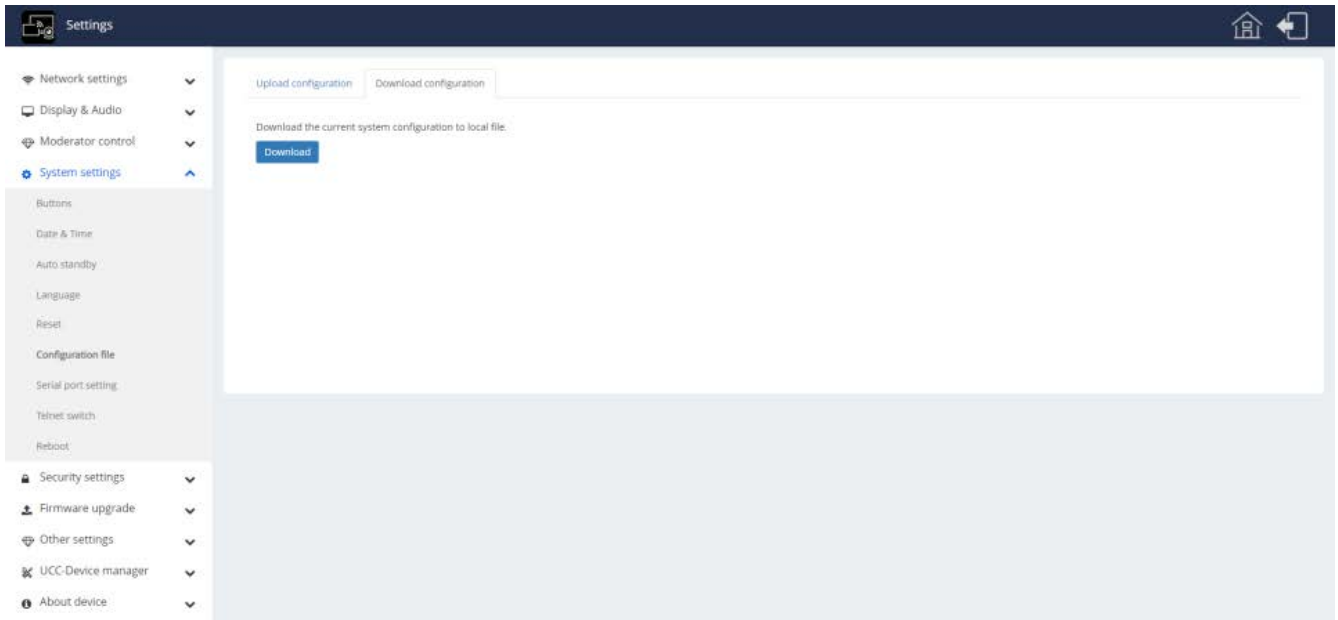 Settings
Network settings
Display & Audio
Moderator control
System settings
Buttons
Date & Time
Auto standby
Language
Reset
Configuration file
Serial port setting
Telnet switch
Reboot
Security settings
Firmware upgrade
Other settings
UCC-Device manager
About device
Upload configuration
Download configuration
Download the current system configuration to local file.
Download